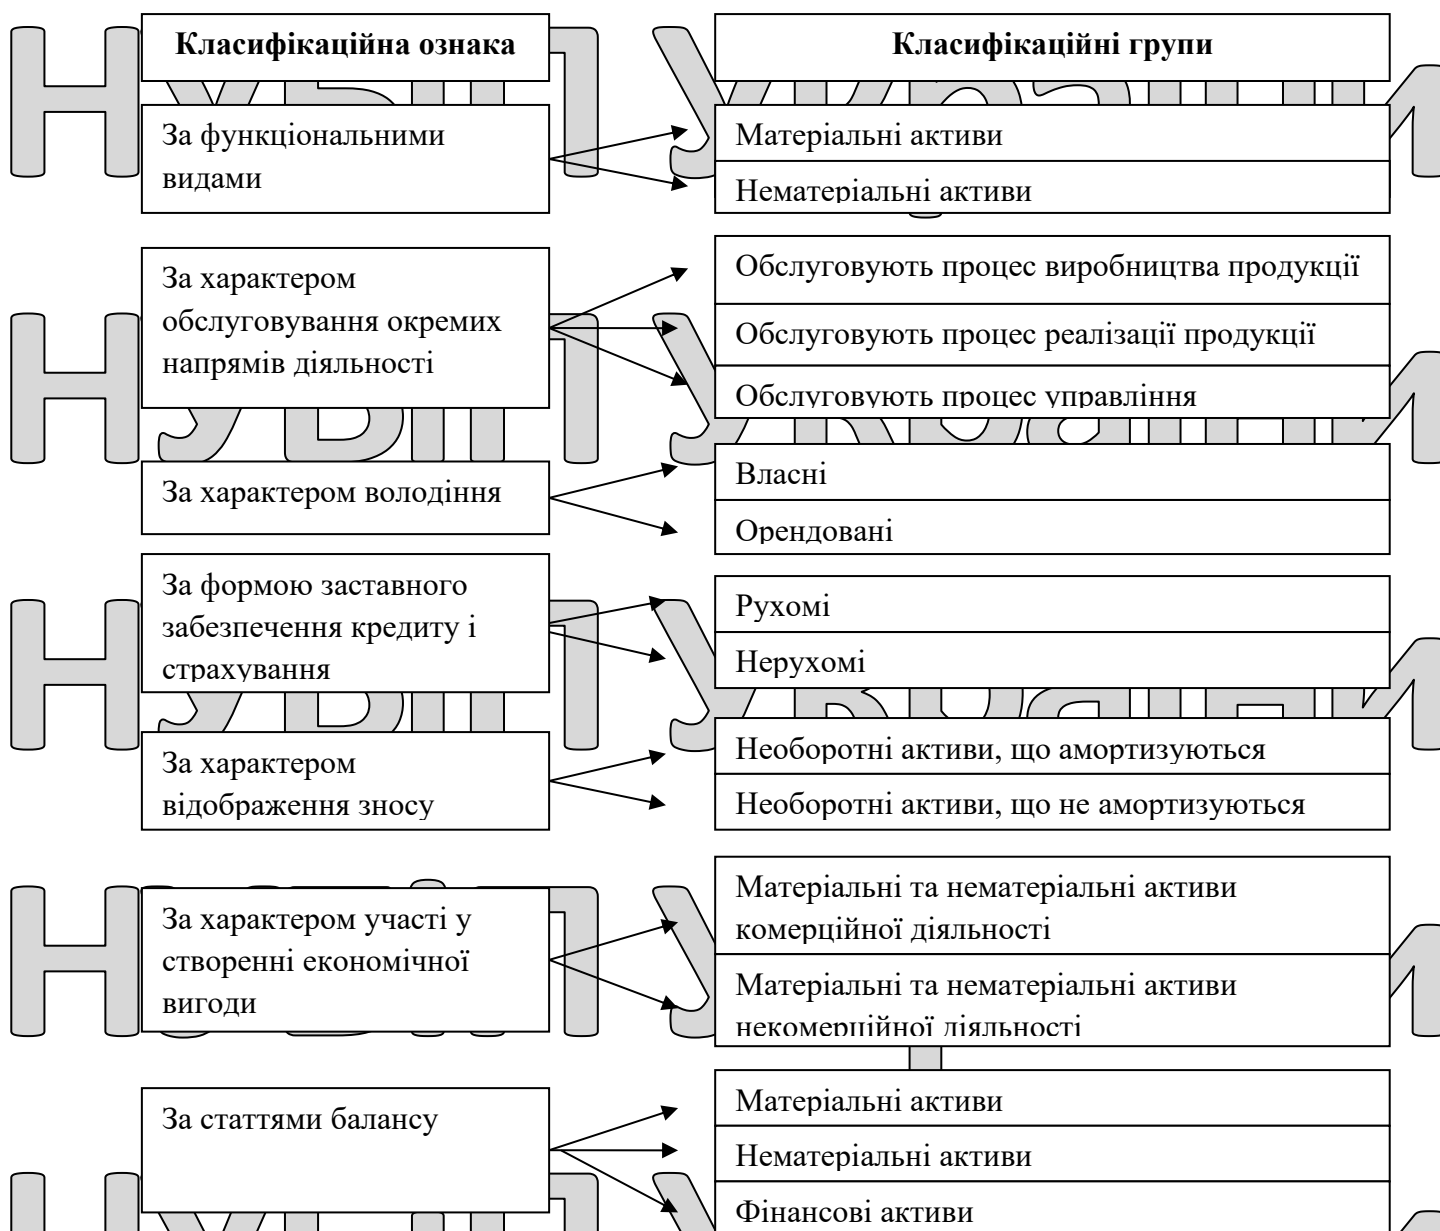 Класифікаційна ознака
Класифікаційні групи
За функціональними
видами
Матеріальні активи
Нематеріальні активи
За характером
обслуговування окремих
напрямів діяльності
Обслуговують процес виробництва продукції
Обслуговують процес реалізації продукції
Обслуговують процес управління
За характером володіння
Власні
Орендовані
За формою заставного
забезпечення кредиту і
страхування
Рухомі
Нерухомі
За характером
відображення зносу
Необоротні активи, що амортизуються
Необоротні активи, що не амортизуються
За характером участі у
створенні економічної
вигоди
Матеріальні та нематеріальні активи
комерційної діяльності
Матеріальні та нематеріальні активи
некомерційної діяльності
За статтями балансу
Матеріальні активи
Нематеріальні активи
Фінансові активи